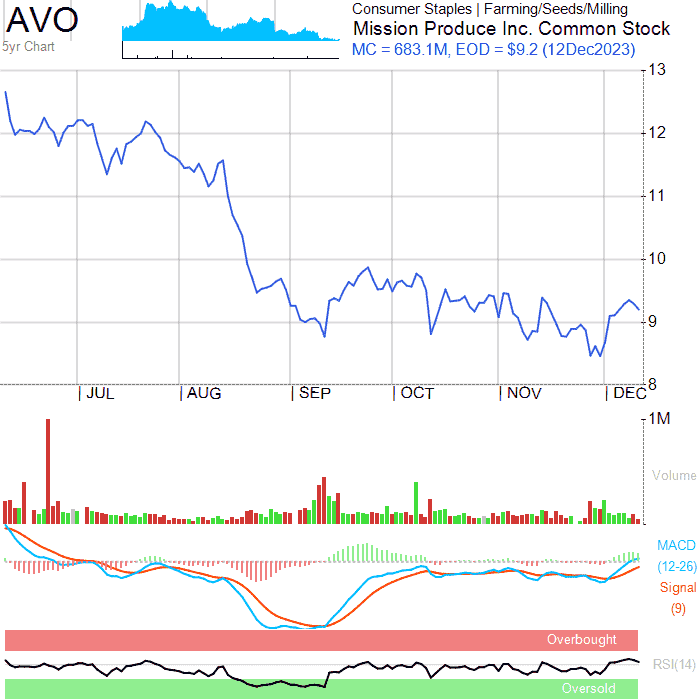 AVO
5yr Chart
Consumer Staples | Farming/Seeds/Milling
Mission Produce Inc. Common Stock
MC = 683.1M, EOD = $9.2 (12Dec2023)
13
12
11
10
9
8
| JUL | AUG | SEP | OCT | NOV | DEC
1M
Volume
MACD
(12-26)
Signal
(9)
Overbought
RSI(14)
Oversold